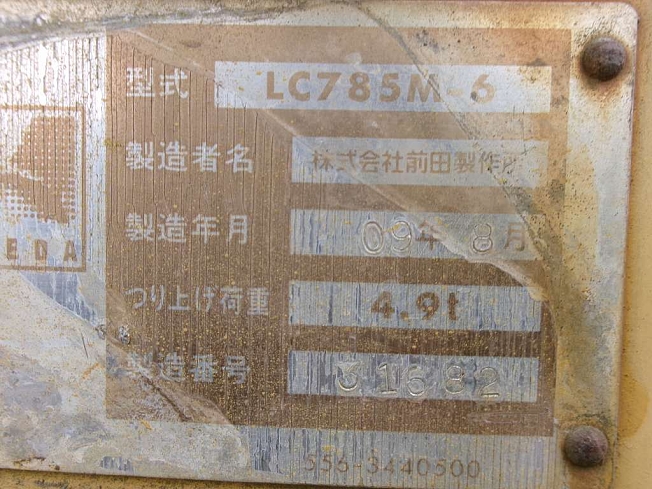 型式 LC785M-6
製造者名 株式会社前田製作所
EDA
製造年月 09年 8月
つり上げ荷重 4.9t
製造番号 1582
556-3440500